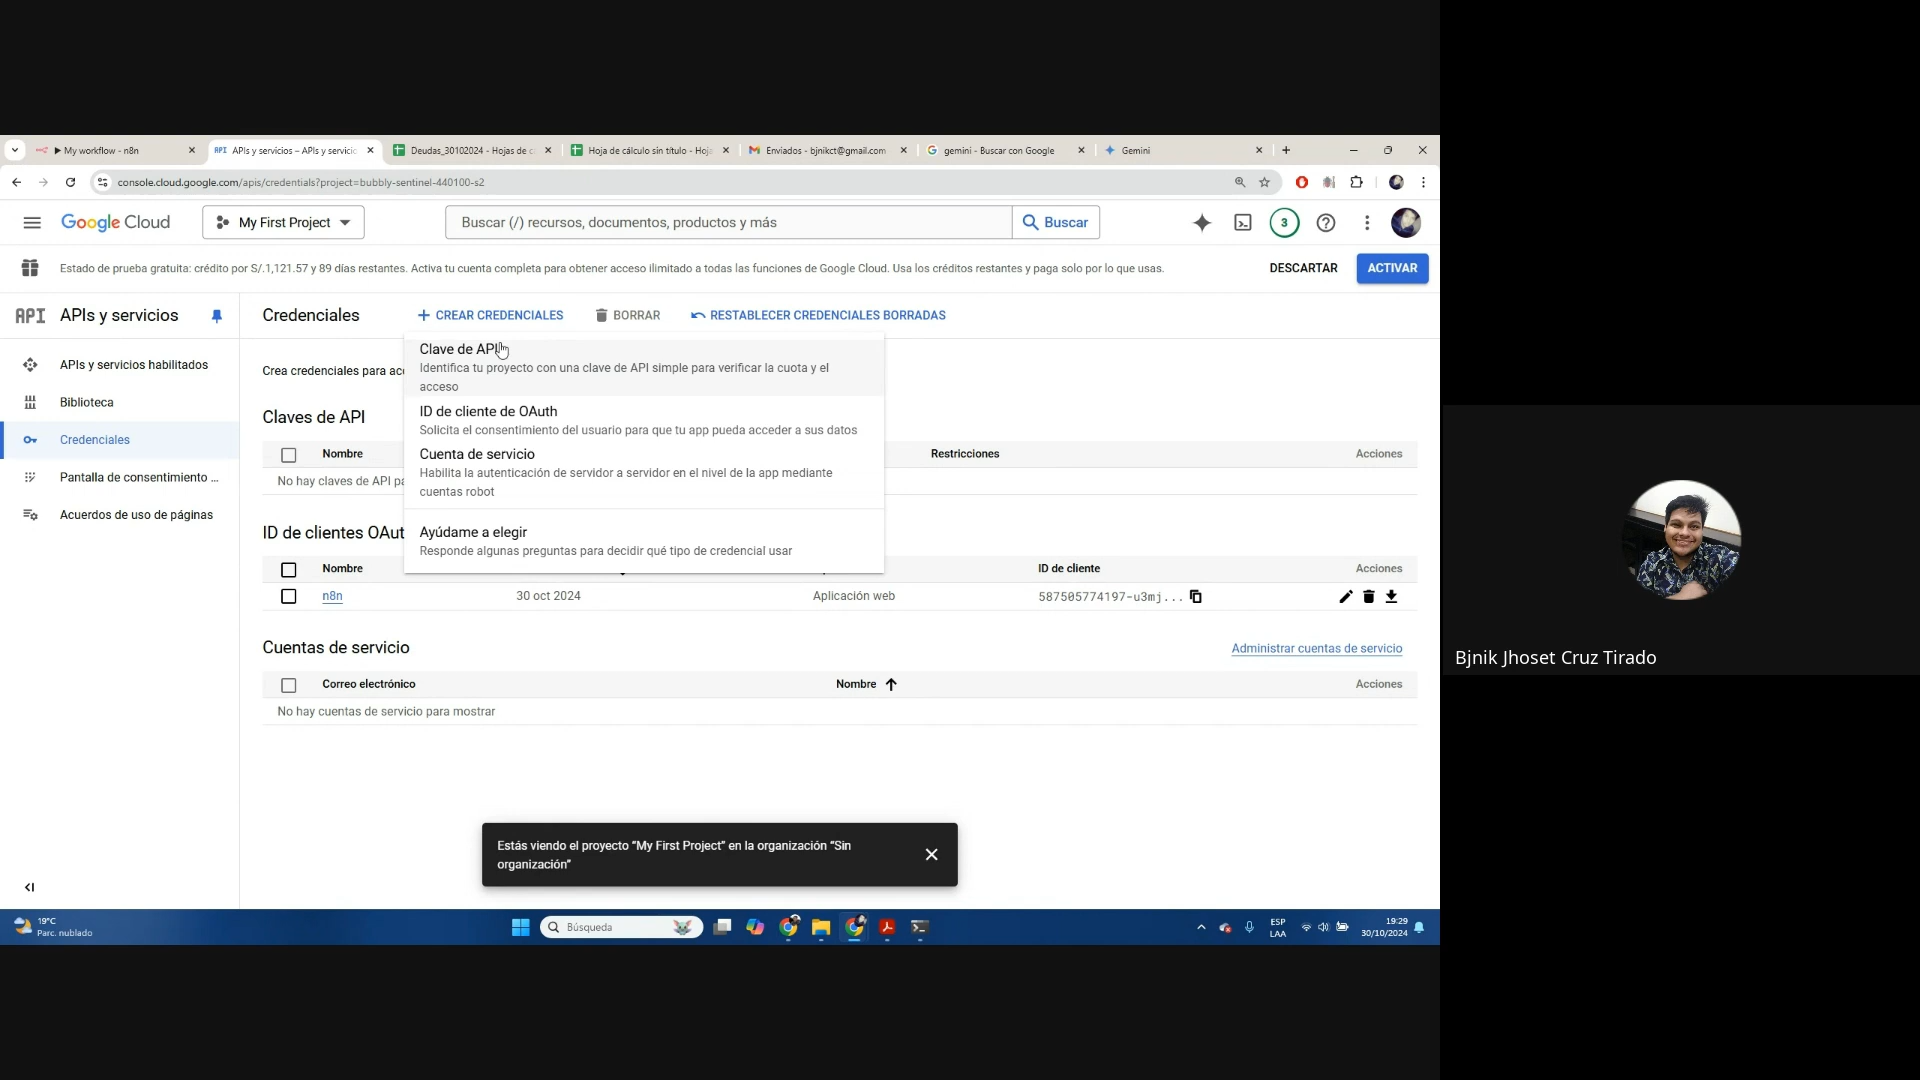 My workflow - n8n
API APIs y servicios – APIs y servicio
Deudas_30102024 - Hojas de c
Hoja de cálculo sin título - Hoja
Enviados - bjnikct@gmail.com
gemini - Buscar con Google
Gemini
console.cloud.google.com/apis/credentials?project=bubbly-sentinel-440100-s2
Google Cloud
My First Project
Buscar (/) recursos, documentos, productos y más
Buscar
3
Estado de prueba gratuita: crédito por S/.1,121.57 y 89 días restantes. Activa tu cuenta completa para obtener acceso ilimitado a todas las funciones de Google Cloud. Usa los créditos restantes y paga solo por lo que usas.
DESCARTAR
ACTIVAR
API APIs y servicios
APIs y servicios habilitados
Biblioteca
Credenciales
Pantalla de consentimiento ...
Acuerdos de uso de páginas
Credenciales
+ CREAR CREDENCIALES
BORRAR
RESTABLECER CREDENCIALES BORRADAS
Crea credenciales para acc
Clave de API
Identifica tu proyecto con una clave de API simple para verificar la cuota y el
acceso
ID de cliente de OAuth
Solicita el consentimiento del usuario para que tu app pueda acceder a sus datos
Cuenta de servicio
Habilita la autenticación de servidor a servidor en el nivel de la app mediante
cuentas robot
Ayúdame a elegir
Responde algunas preguntas para decidir qué tipo de credencial usar
Claves de API
Nombre
Restricciones
Acciones
No hay claves de API pa
ID de clientes OAut
Nombre
ID de cliente
Acciones
n8n
30 oct 2024
Aplicación web
587505774197-u3mj...
Cuentas de servicio
Administrar cuentas de servicio
Correo electrónico
Nombre
Acciones
No hay cuentas de servicio para mostrar
Estás viendo el proyecto "My First Project" en la organización "Sin
organización"
19°C
Parc. nublado
Búsqueda
ESP
LAA
19:29
30/10/2024
Bjnik Jhoset Cruz Tirado